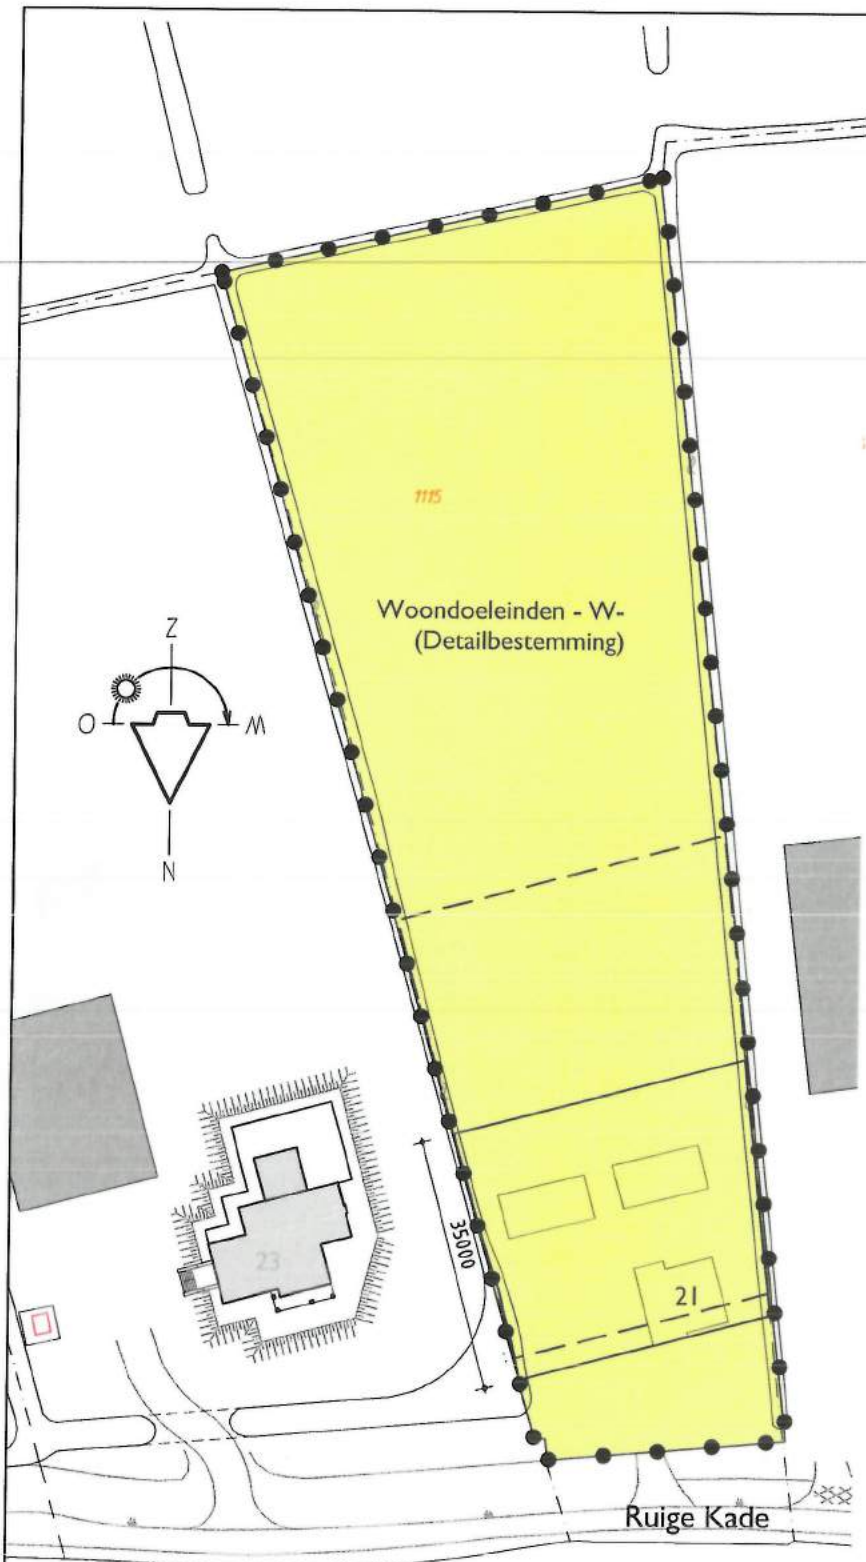 1115
Woondoeleinden - W-
(Detailbestemming)
Z
O
W
N
35000
23
21
Ruige Kade